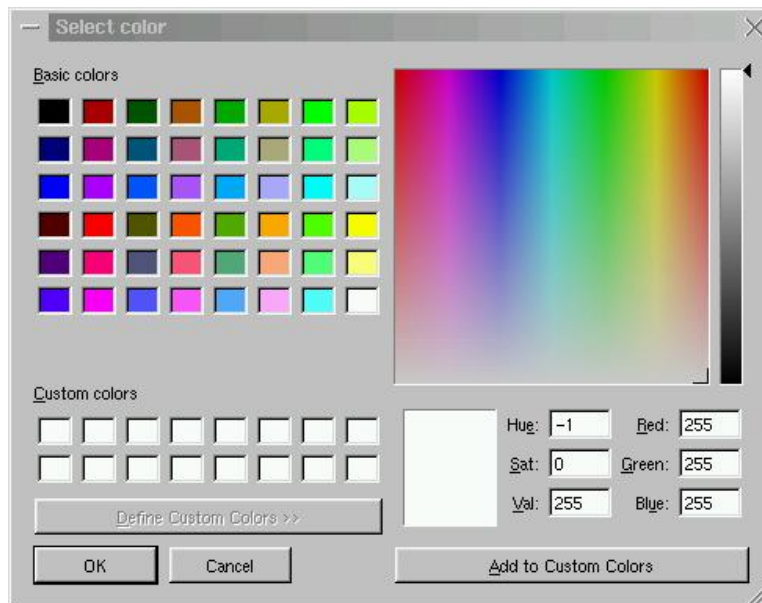 Select color
Basic colors
Custom colors
Hue: -1 Red: 255
Sat: 0 Green: 255
Val: 255 Blue: 255
Define Custom Colors >>
OK Cancel Add to Custom Colors